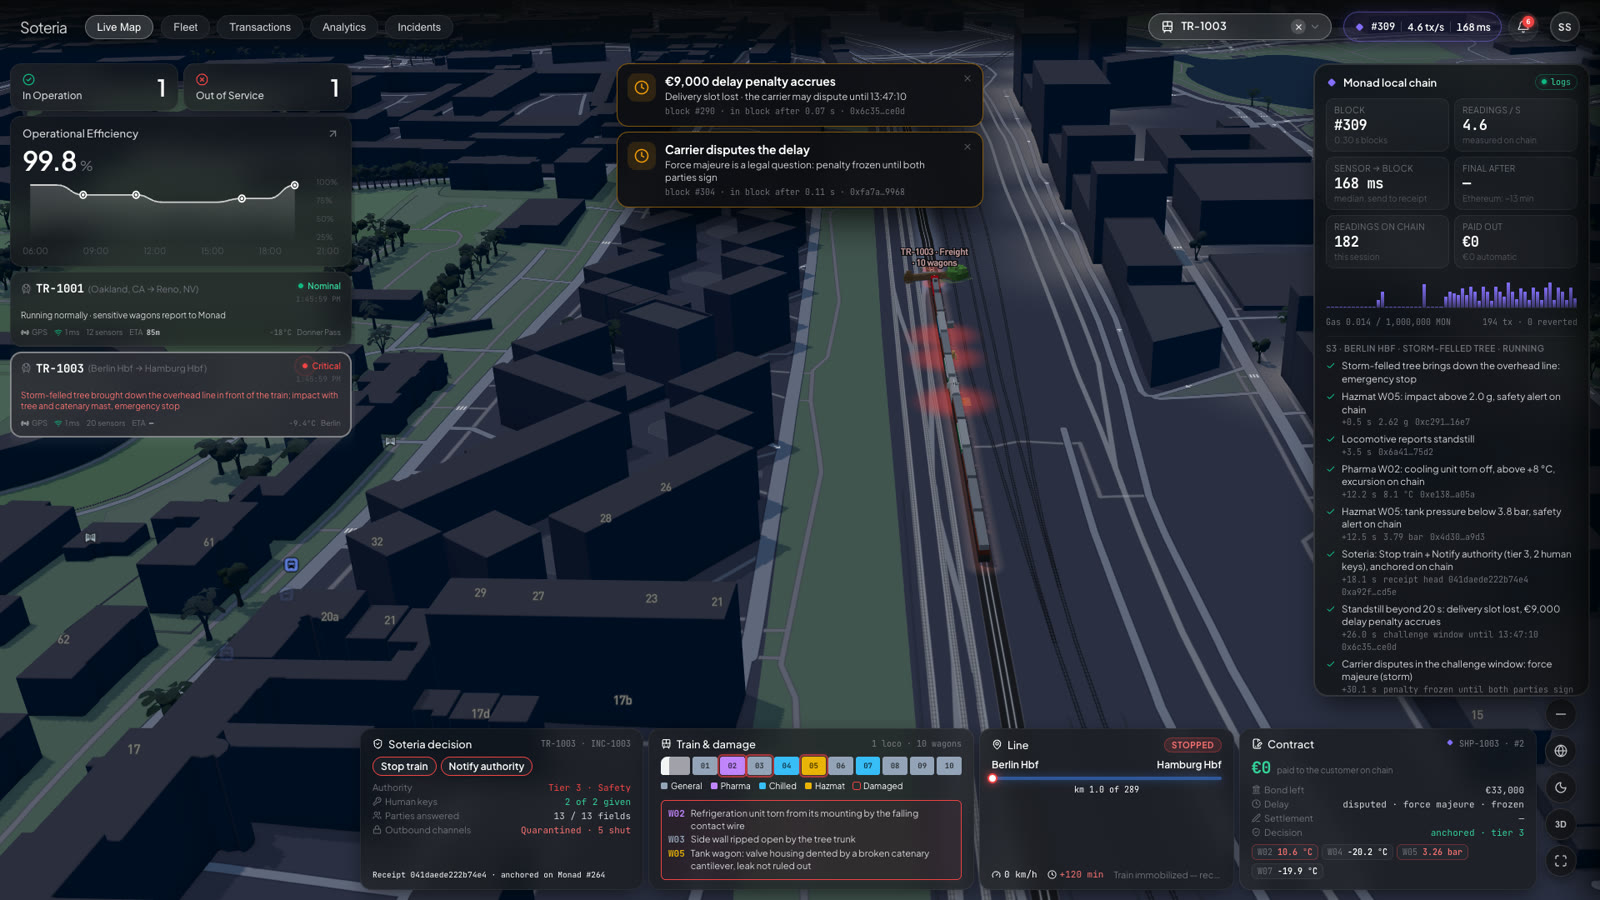 Soteria
Live Map
Fleet
Transactions
Analytics
Incidents
TR-1003
#309
4.6 tx/s
168 ms
6
SS
In Operation
1
Out of Service
1
Operational Efficiency
99.8 %
100%
75%
50%
25%
06:00 09:00 12:00 15:00 18:00 21:00
TR-1001 (Oakland, CA → Reno, NV)
Nominal
1:45:59 PM
Running normally · sensitive wagons report to Monad
GPS 1 ms 12 sensors ETA 85m
-18°C Donner Pass
TR-1003 (Berlin Hbf → Hamburg Hbf)
Critical
1:45:59 PM
Storm-felled tree brought down the overhead line in front of the train; impact with
tree and catenary mast, emergency stop
GPS 1 ms 20 sensors ETA —
-9.4°C Berlin
€9,000 delay penalty accrues
Delivery slot lost · the carrier may dispute until 13:47:10
block #290 · in block after 0.07 s · 0x6c35…ce0d
Carrier disputes the delay
Force majeure is a legal question: penalty frozen until both
parties sign
block #304 · in block after 0.11 s · 0xfa7a…9968
TR-1003 · Freight
· 10 wagons
62
61
32
28
26
29
27
23
21
20a
21
17
17d
17b
15
Monad local chain
logs
BLOCK
#309
0.30 s blocks
READINGS / S
4.6
measured on chain
SENSOR → BLOCK
168 ms
median, send to receipt
FINAL AFTER
—
Ethereum: ~13 min
READINGS ON CHAIN
182
this session
PAID OUT
€0
€0 automatic
Gas 0.014 / 1,000,000 MON
194 tx · 0 reverted
S3 · BERLIN HBF · STORM-FELLED TREE · RUNNING
Storm-felled tree brings down the overhead line:
emergency stop
Hazmat W05: impact above 2.0 g, safety alert on
chain
+0.5 s 2.62 g 0xc291…16e7
Locomotive reports standstill
+3.5 s 0x6a41…75d2
Pharma W02: cooling unit torn off, above +8 °C,
excursion on chain
+12.2 s 8.1 °C 0xe138…a05a
Hazmat W05: tank pressure below 3.8 bar, safety
alert on chain
+12.5 s 3.79 bar 0x4d30…a9d3
Soteria: Stop train + Notify authority (tier 3, 2 human
keys), anchored on chain
+18.1 s receipt head 041daede222b74e4
0xa92f…cd5e
Standstill beyond 20 s: delivery slot lost, €9,000
delay penalty accrues
+26.0 s challenge window until 13:47:10
0x6c35…ce0d
Carrier disputes in the challenge window: force
majeure (storm)
+30.1 s penalty frozen until both parties sign
Soteria decision
TR-1003 · INC-1003
Stop train
Notify authority
Authority
Tier 3 · Safety
Human keys
2 of 2 given
Parties answered
13 / 13 fields
Outbound channels
Quarantined · 5 shut
Receipt 041daede222b74e4 · anchored on Monad #264
Train & damage
1 loco · 10 wagons
01 02 03 04 05 06 07 08 09 10
General Pharma Chilled Hazmat Damaged
W02 Refrigeration unit torn from its mounting by the falling
contact wire
W03 Side wall ripped open by the tree trunk
W05 Tank wagon: valve housing dented by a broken catenary
cantilever, leak not ruled out
Line
STOPPED
Berlin Hbf
Hamburg Hbf
km 1.0 of 289
0 km/h
+120 min
Train immobilized — rec…
Contract
SHP-1003 · #2
€0 paid to the customer on chain
Bond left
€33,000
Delay
disputed · force majeure · frozen
Settlement
—
Decision
anchored · tier 3
W02 10.6 °C
W04 -20.2 °C
W05 3.26 bar
W07 -19.9 °C
3D